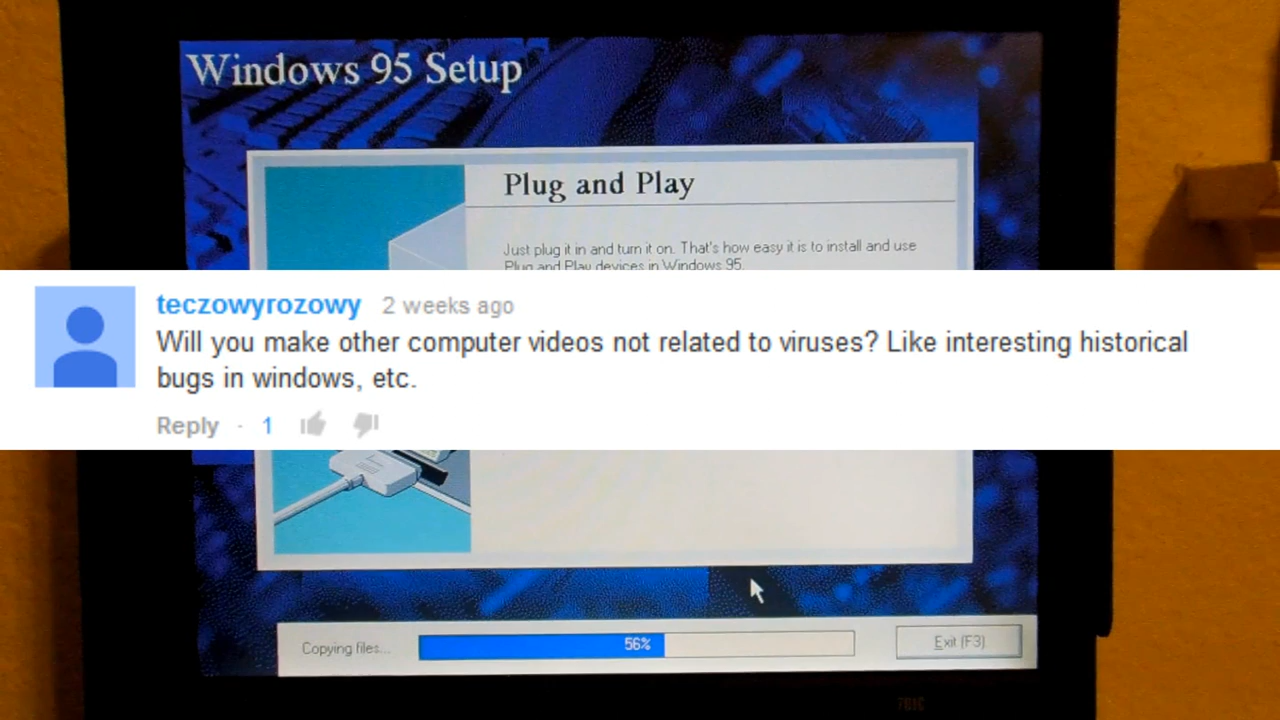 Windows 95 Setup
Plug and Play
Just plug it in and turn it on. That's how easy it is to install and use
Plug and Play devices in Windows 95.
teczowyrozowy 2 weeks ago
Will you make other computer videos not related to viruses? Like interesting historical
bugs in windows, etc.
Reply · 1
Copying files...
56%
Exit (F3)